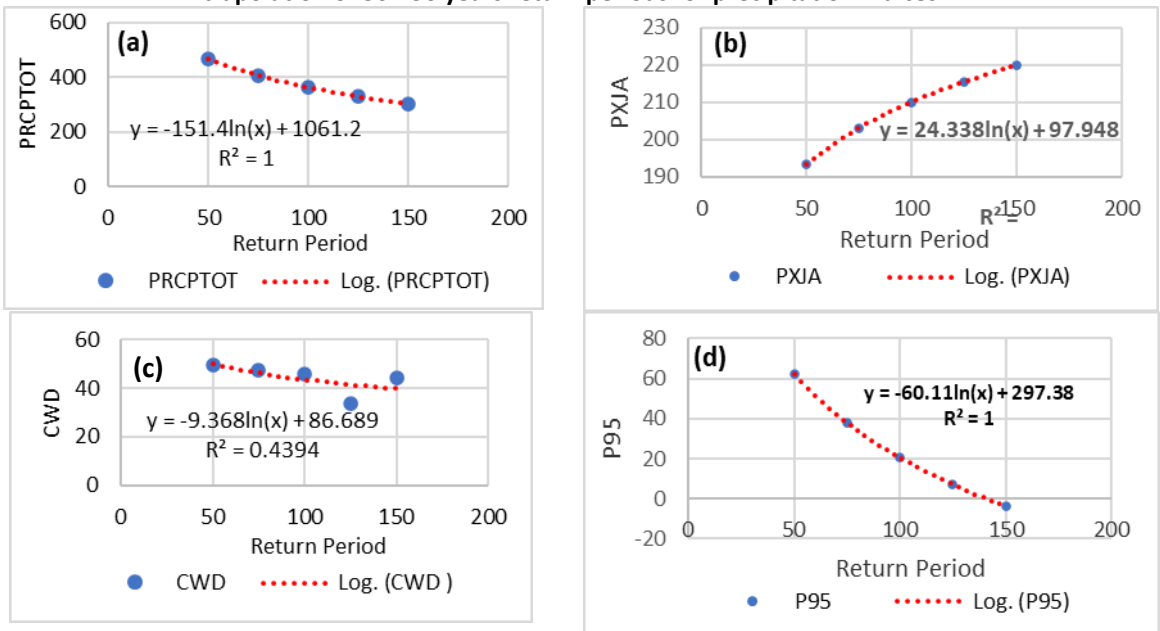 (a)
600
400
200
0
PRCPTOT
y = -151.4ln(x) + 1061.2
R² = 1
0 50 100 150 200
Return Period
PRCPTOT Log. (PRCPTOT)
(b)
230
220
210
200
190
PXJA
y = 24.338ln(x) + 97.948
R² =
0 50 100 150 200
Return Period
PXJA Log. (PXJA)
(c)
60
40
20
0
CWD
y = -9.368ln(x) + 86.689
R² = 0.4394
0 50 100 150 200
Return Period
CWD Log. (CWD )
(d)
80
60
40
20
0
-20
P95
y = -60.11ln(x) + 297.38
R² = 1
0 50 100 150 200
Return Period
P95 Log. (P95)